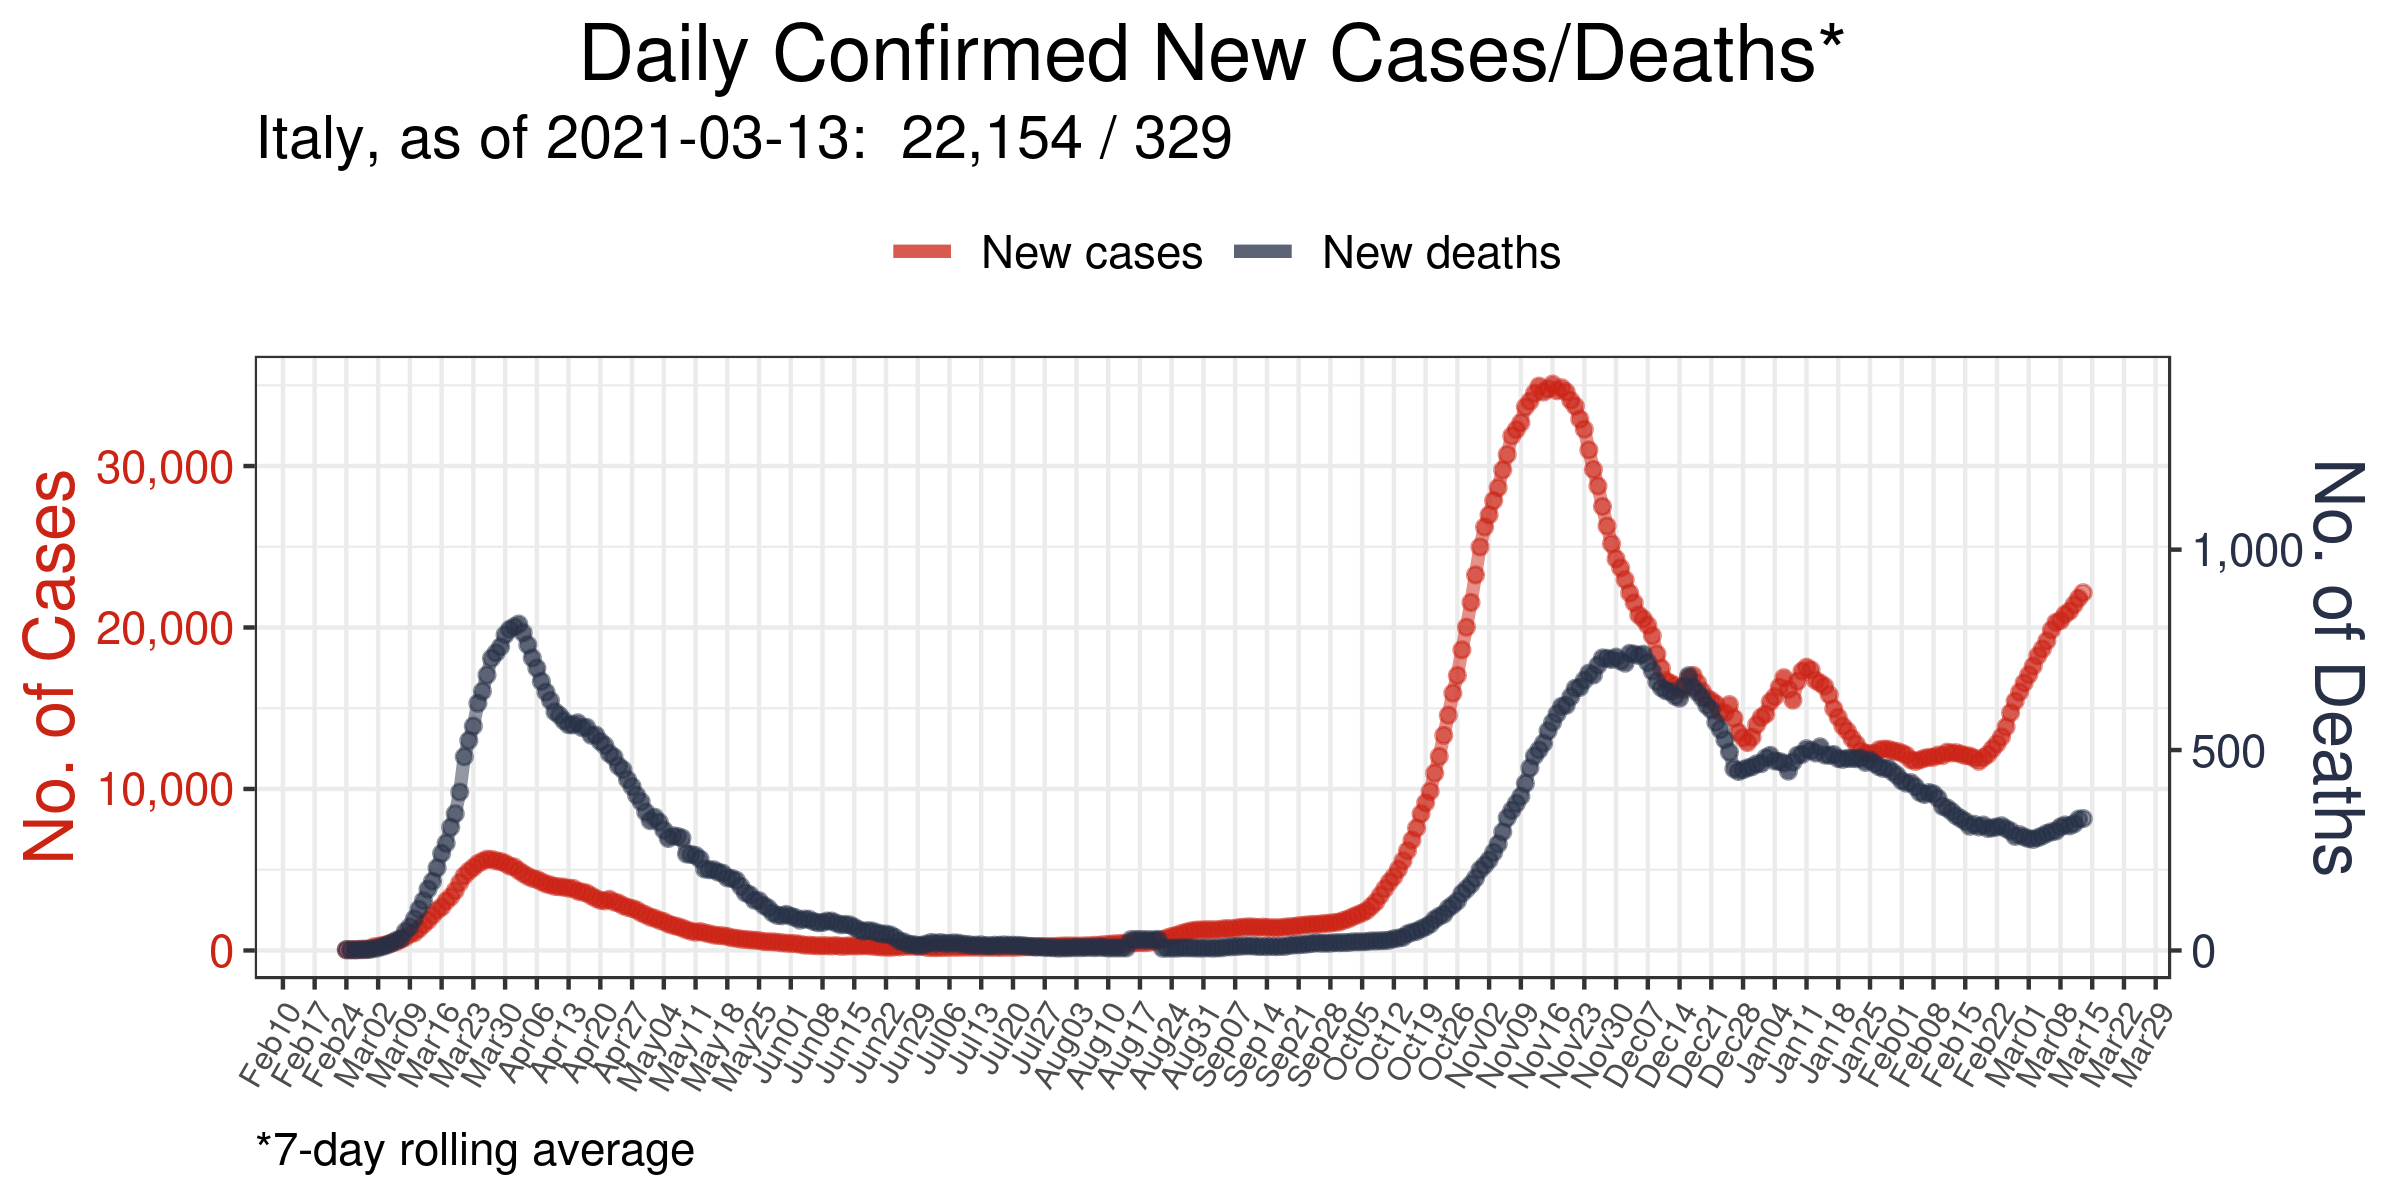 Daily Confirmed New Cases/Deaths*
Italy, as of 2021-03-13:  22,154 / 329
New cases
New deaths
No. of Cases
30,000
20,000
10,000
0
1,000
500
0
No. of Deaths
Feb10
Feb17
Feb24
Mar02
Mar09
Mar16
Mar23
Mar30
Apr06
Apr13
Apr20
Apr27
May04
May11
May18
May25
Jun01
Jun08
Jun15
Jun22
Jun29
Jul06
Jul13
Jul20
Jul27
Aug03
Aug10
Aug17
Aug24
Aug31
Sep07
Sep14
Sep21
Sep28
Oct05
Oct12
Oct19
Oct26
Nov02
Nov09
Nov16
Nov23
Nov30
Dec07
Dec14
Dec21
Dec28
Jan04
Jan11
Jan18
Jan25
Feb01
Feb08
Feb15
Feb22
Mar01
Mar08
Mar15
Mar22
Mar29
*7-day rolling average